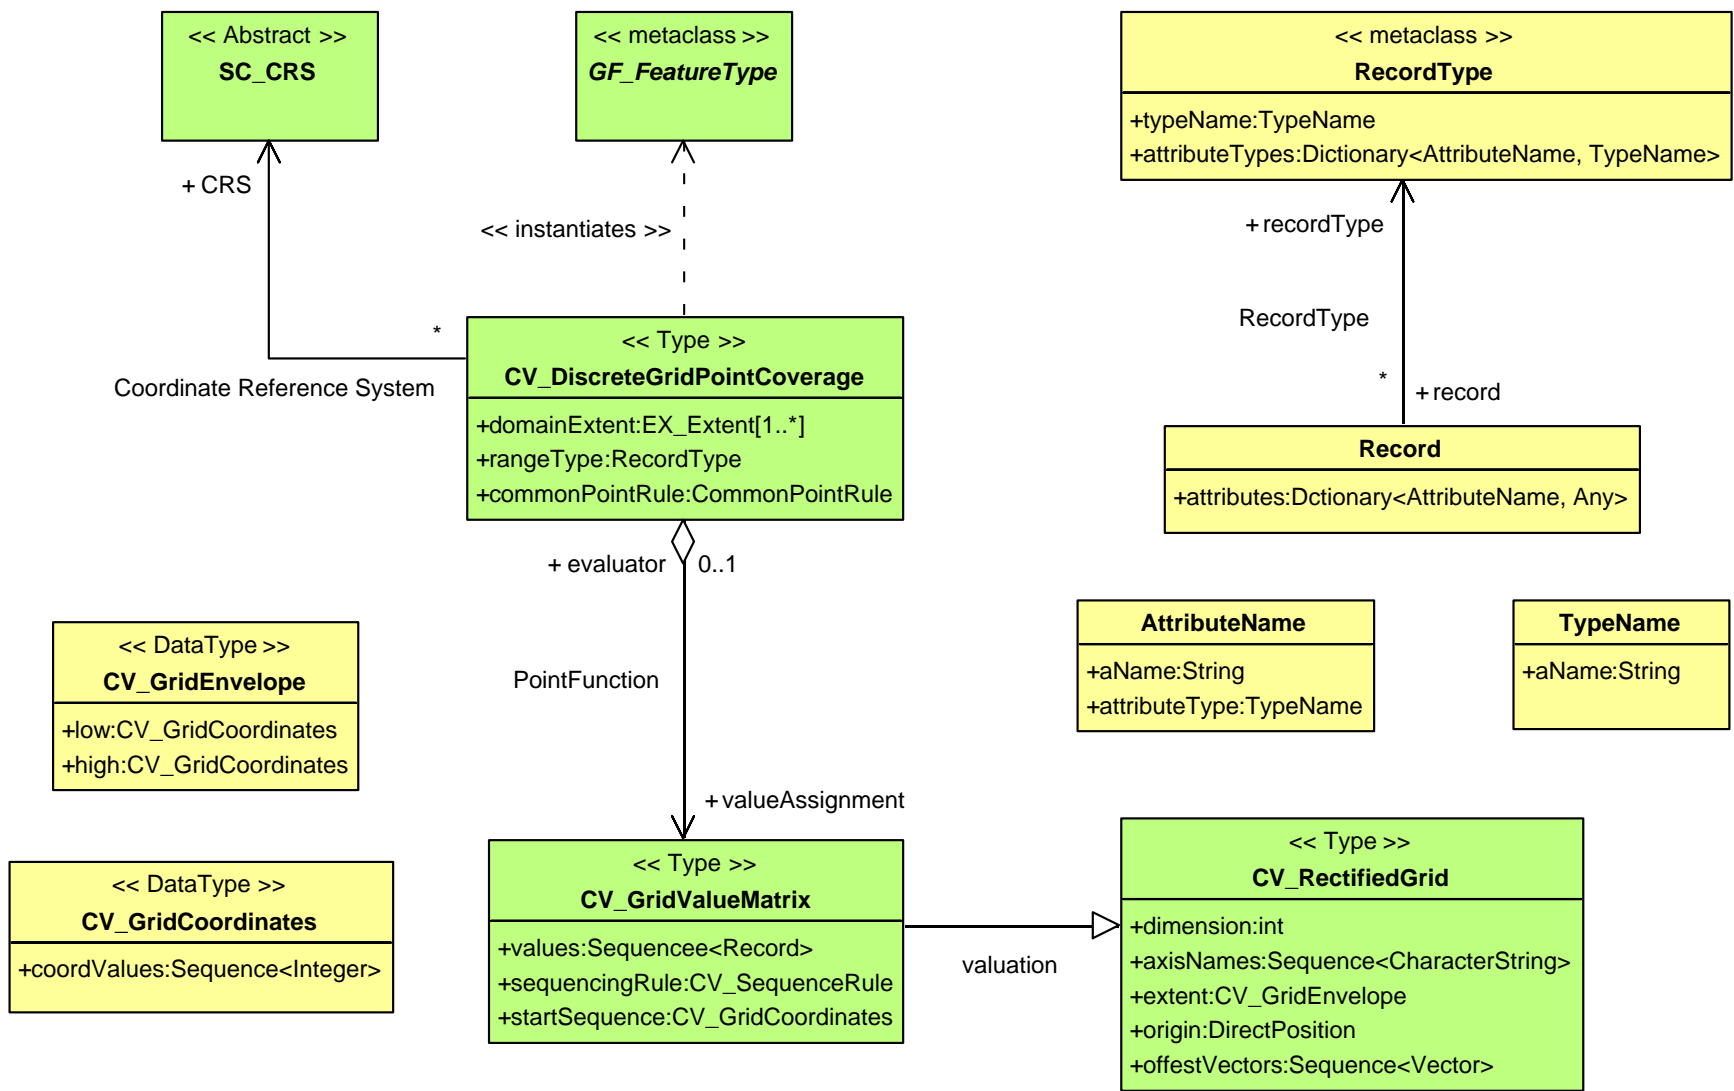 << Abstract >>
SC_CRS
<< metaclass >>
GF_FeatureType
<< metaclass >>
RecordType
+typeName:TypeName
+attributeTypes:Dictionary<AttributeName, TypeName>
+ CRS
<< instantiates >>
+ recordType
RecordType
*
+ record
*
Coordinate Reference System
<< Type >>
CV_DiscreteGridPointCoverage
+domainExtent:EX_Extent[1..*]
+rangeType:RecordType
+commonPointRule:CommonPointRule
Record
+attributes:Dctionary<AttributeName, Any>
+ evaluator
0..1
PointFunction
+ valueAssignment
AttributeName
+aName:String
+attributeType:TypeName
TypeName
+aName:String
<< DataType >>
CV_GridEnvelope
+low:CV_GridCoordinates
+high:CV_GridCoordinates
<< DataType >>
CV_GridCoordinates
+coordValues:Sequence<Integer>
<< Type >>
CV_GridValueMatrix
+values:Sequencee<Record>
+sequencingRule:CV_SequenceRule
+startSequence:CV_GridCoordinates
valuation
<< Type >>
CV_RectifiedGrid
+dimension:int
+axisNames:Sequence<CharacterString>
+extent:CV_GridEnvelope
+origin:DirectPosition
+offestVectors:Sequence<Vector>